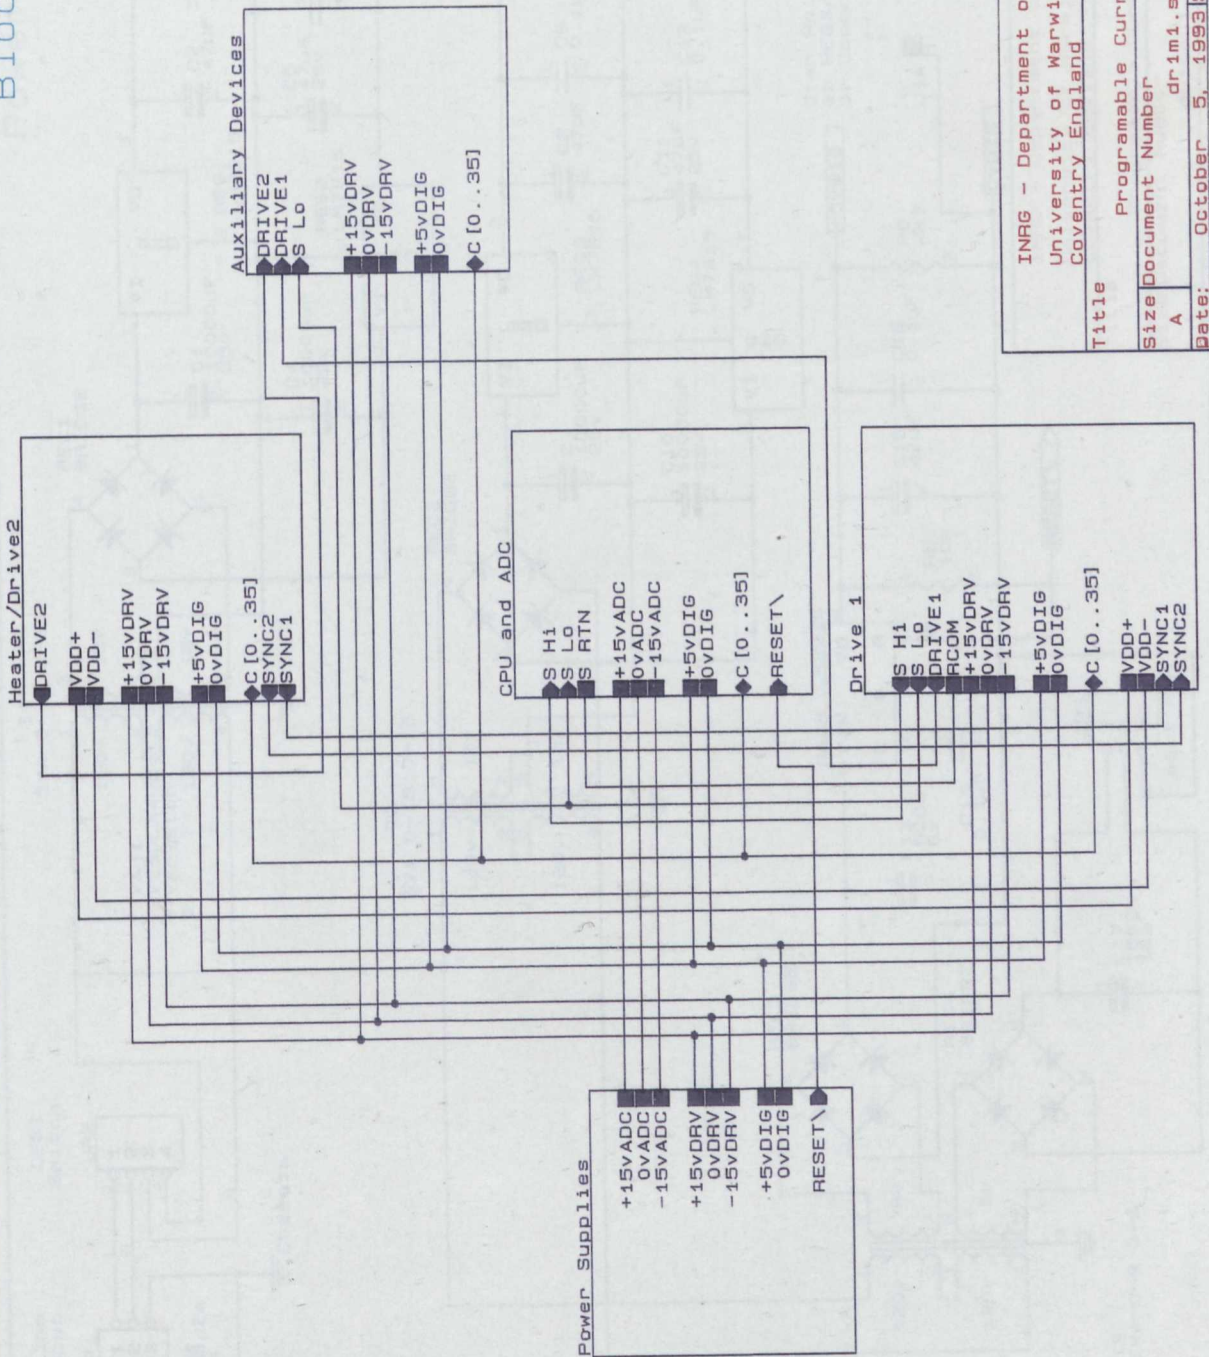 Heater/Drive2
DRIVE2
VDD+
VDD-
+15vDRV
0vDRV
-15vDRV
+5vDIG
0vDIG
C[0..35]
SYNC2
SYNC1
Auxiliary Devices
DRIVE2
DRIVE1
S Lo
+15vDRV
0vDRV
-15vDRV
+5vDIG
0vDIG
C[0..35]
CPU and ADC
S Hi
S Lo
S RTN
+15vADC
0vADC
-15vADC
+5vDIG
0vDIG
C[0..35]
RESET\
Drive 1
S Hi
S Lo
DRIVE1
RCOM
+15vDRV
0vDRV
-15vDRV
+5vDIG
0vDIG
C[0..35]
VDD+
VDD-
SYNC1
SYNC2
Power Supplies
+15vADC
0vADC
-15vADC
+15vDRV
0vDRV
-15vDRV
+5vDIG
0vDIG
RESET\
INRG - Department o
University of Warwi
Coventry England
Title
Programable Curr
Size Document Number
A drim1.s
Date: October 5, 1993